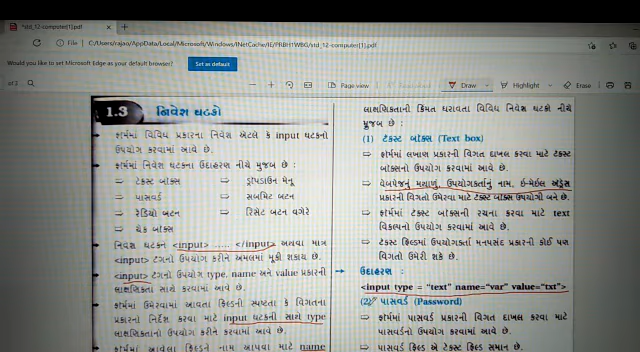 *std_12-computer[1].pdf
File | C:/Users/rajao/AppData/Local/Microsoft/Windows/INetCache/IE/PRBH1WBG/std_12-computer[1].pdf
Would you like to set Microsoft Edge as your default browser? Set as default
Page view Draw Highlight Erase
1.3 નિવેશ ઘટકો
ફોર્મમાં વિવિધ પ્રકારના નિવેશ એટલે કે input ઘટકનો
ઉપયોગ કરવામાં આવે છે.
ફોર્મમાં નિવેશ ઘટકના ઉદાહરણ નીચે મુજબ છે :
⇨ ટેક્સ્ટ બૉક્સ ⇨ ડ્રૉપડાઉન મેનૂ
⇨ પાસવર્ડ ⇨ સબમિટ બટન
⇨ રેડિયો બટન ⇨ રિસેટ બટન વગેરે
⇨ ચેક બૉક્સ
નિવેશ ઘટકને <input> ..... </input> અથવા માત્ર
<input> ટૅગનો ઉપયોગ કરીને અમલમાં મૂકી શકાય છે.
<input> ટૅગનો ઉપયોગ type, name અને value પ્રકારની
લાક્ષણિકતા સાથે કરવામાં આવે છે.
ફોર્મમાં ઉમેરવામાં આવતા ફિલ્ડની સ્પષ્ટતા કે વિગતના
પ્રકારનો નિર્દેશ કરવા માટે input ઘટકની સાથે type
લાક્ષણિકતાનો ઉપયોગ કરીને કરવામાં આવે છે.
ફોર્મમાં આવેલા ફિલ્ડને નામ આપવા માટે name
લાક્ષણિકતાની કિંમત ધરાવતા વિવિધ નિવેશ ઘટકો નીચે
મુજબ છે :
(1) ટેક્સ્ટ બૉક્સ (Text box)
⇨ ફોર્મમાં લખાણ પ્રકારની વિગત દાખલ કરવા માટે ટેક્સ્ટ
બૉક્સનો ઉપયોગ કરવામાં આવે છે.
⇨ વેબપેજનું મથાળું, ઉપયોગકર્તાનું નામ, ઇ-મેઇલ ઍડ્રેસ
પ્રકારની વિગતો ઉમેરવા માટે ટેક્સ્ટ બૉક્સ ઉપયોગી બને છે.
⇨ ફોર્મમાં ટેક્સ્ટ બૉક્સની રચના કરવા માટે text
વિકલ્પનો ઉપયોગ કરવામાં આવે છે.
⇨ ટેક્સ્ટ ફિલ્ડમાં ઉપયોગકર્તા મનપસંદ પ્રકારની કોઈ પણ
વિગતો ઉમેરી શકે છે.
ઉદાહરણ :
<input type = "text" name="var" value="txt">
(2) પાસવર્ડ (Password)
⇨ ફોર્મમાં પાસવર્ડ પ્રકારની વિગત દાખલ કરવા માટે
પાસવર્ડનો ઉપયોગ કરવામાં આવે છે.
⇨ પાસવર્ડ ફિલ્ડ એ ટેક્સ્ટ ફિલ્ડ સમાન છે.